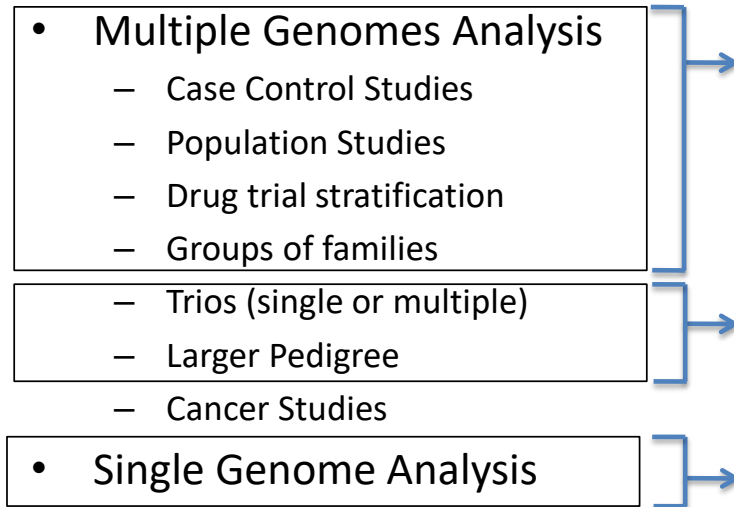 • Multiple Genomes Analysis
– Case Control Studies
– Population Studies
– Drug trial stratification
– Groups of families
– Trios (single or multiple)
– Larger Pedigree
– Cancer Studies
• Single Genome Analysis